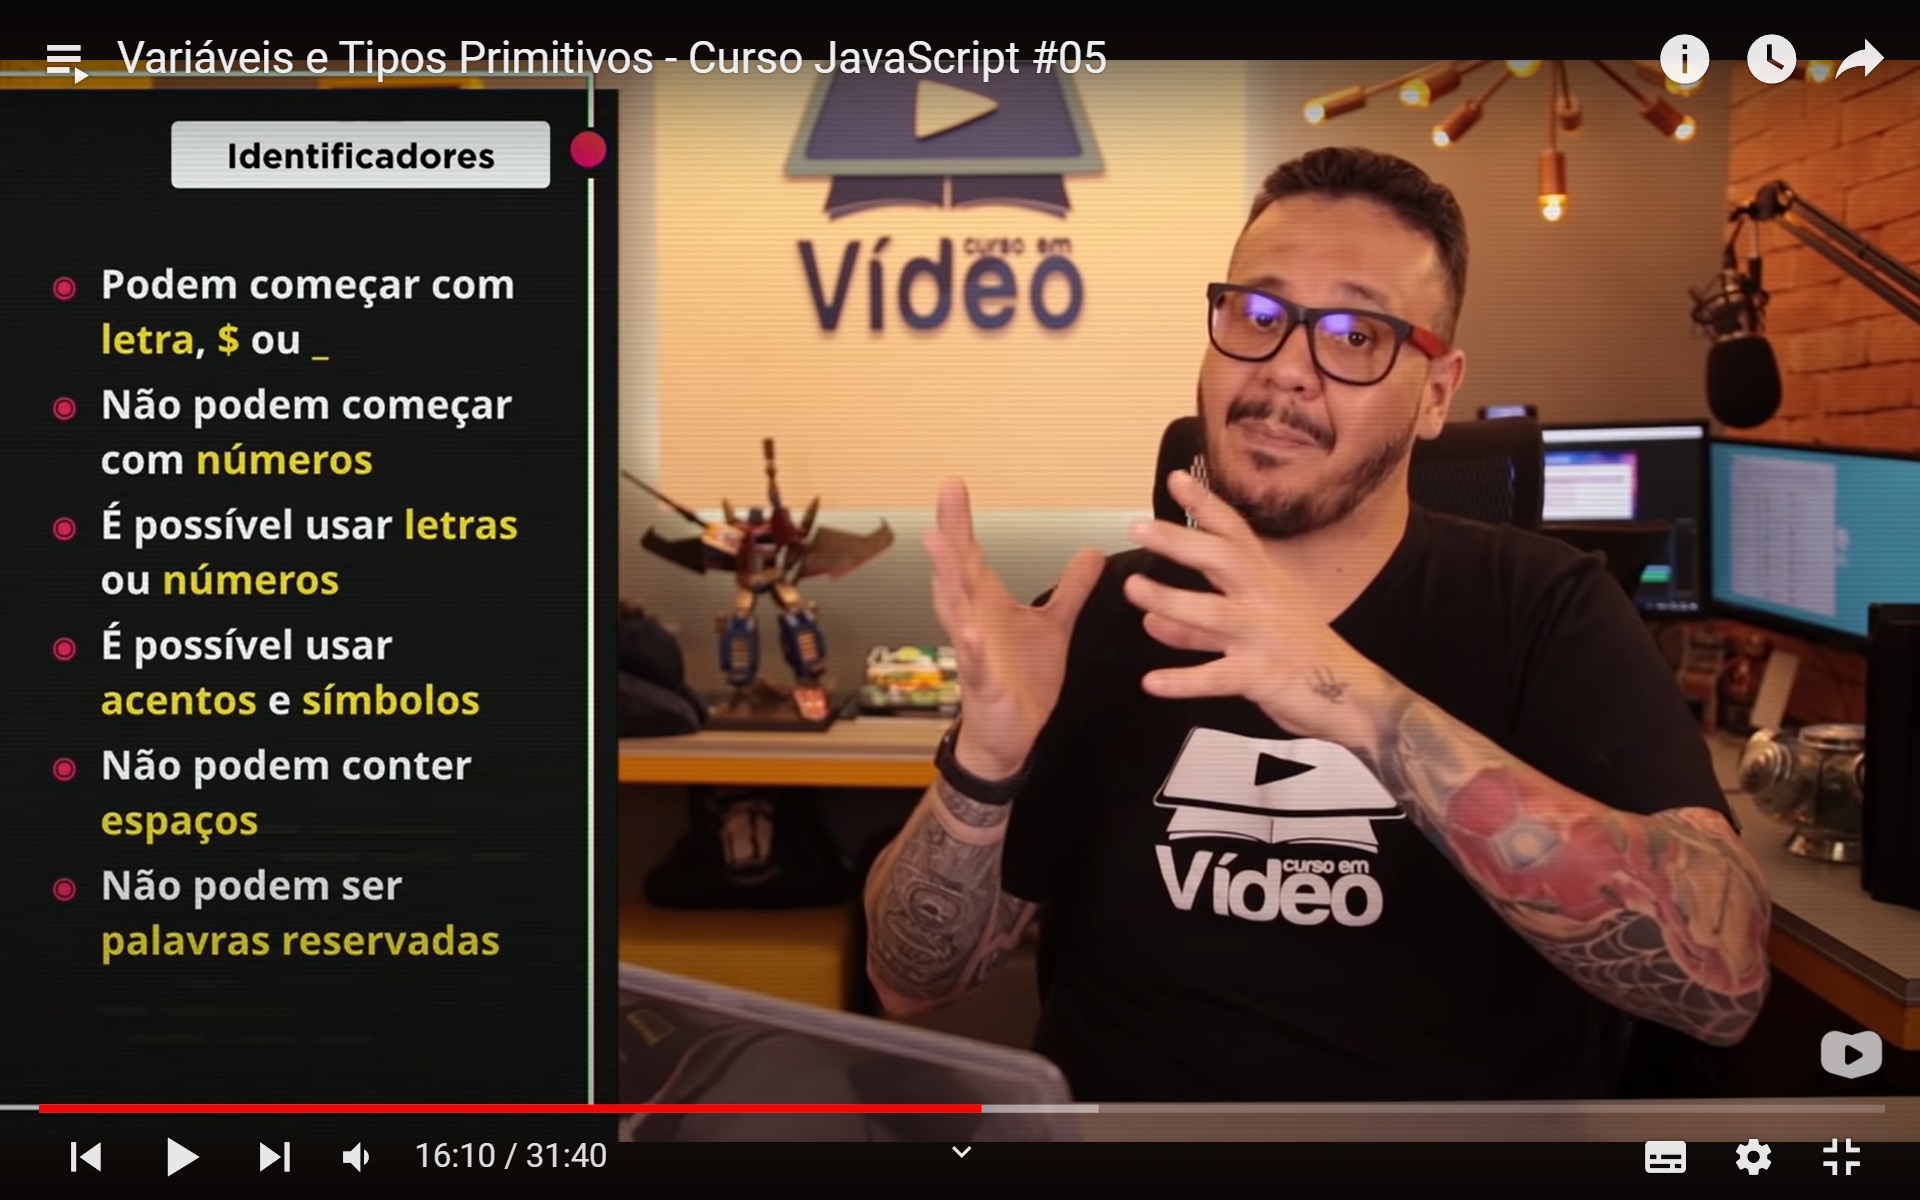 Variáveis e Tipos Primitivos - Curso JavaScript #05
Identificadores
Podem começar com
letra, $ ou _
Não podem começar
com números
É possível usar letras
ou números
É possível usar
acentos e símbolos
Não podem conter
espaços
Não podem ser
palavras reservadas
curso em
Vídeo
curso em
Vídeo
16:10 / 31:40